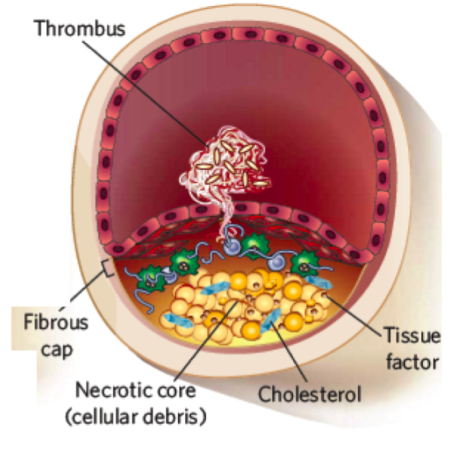 Thrombus
Fibrous
cap
Tissue
factor
Necrotic core
(cellular debris)
Cholesterol